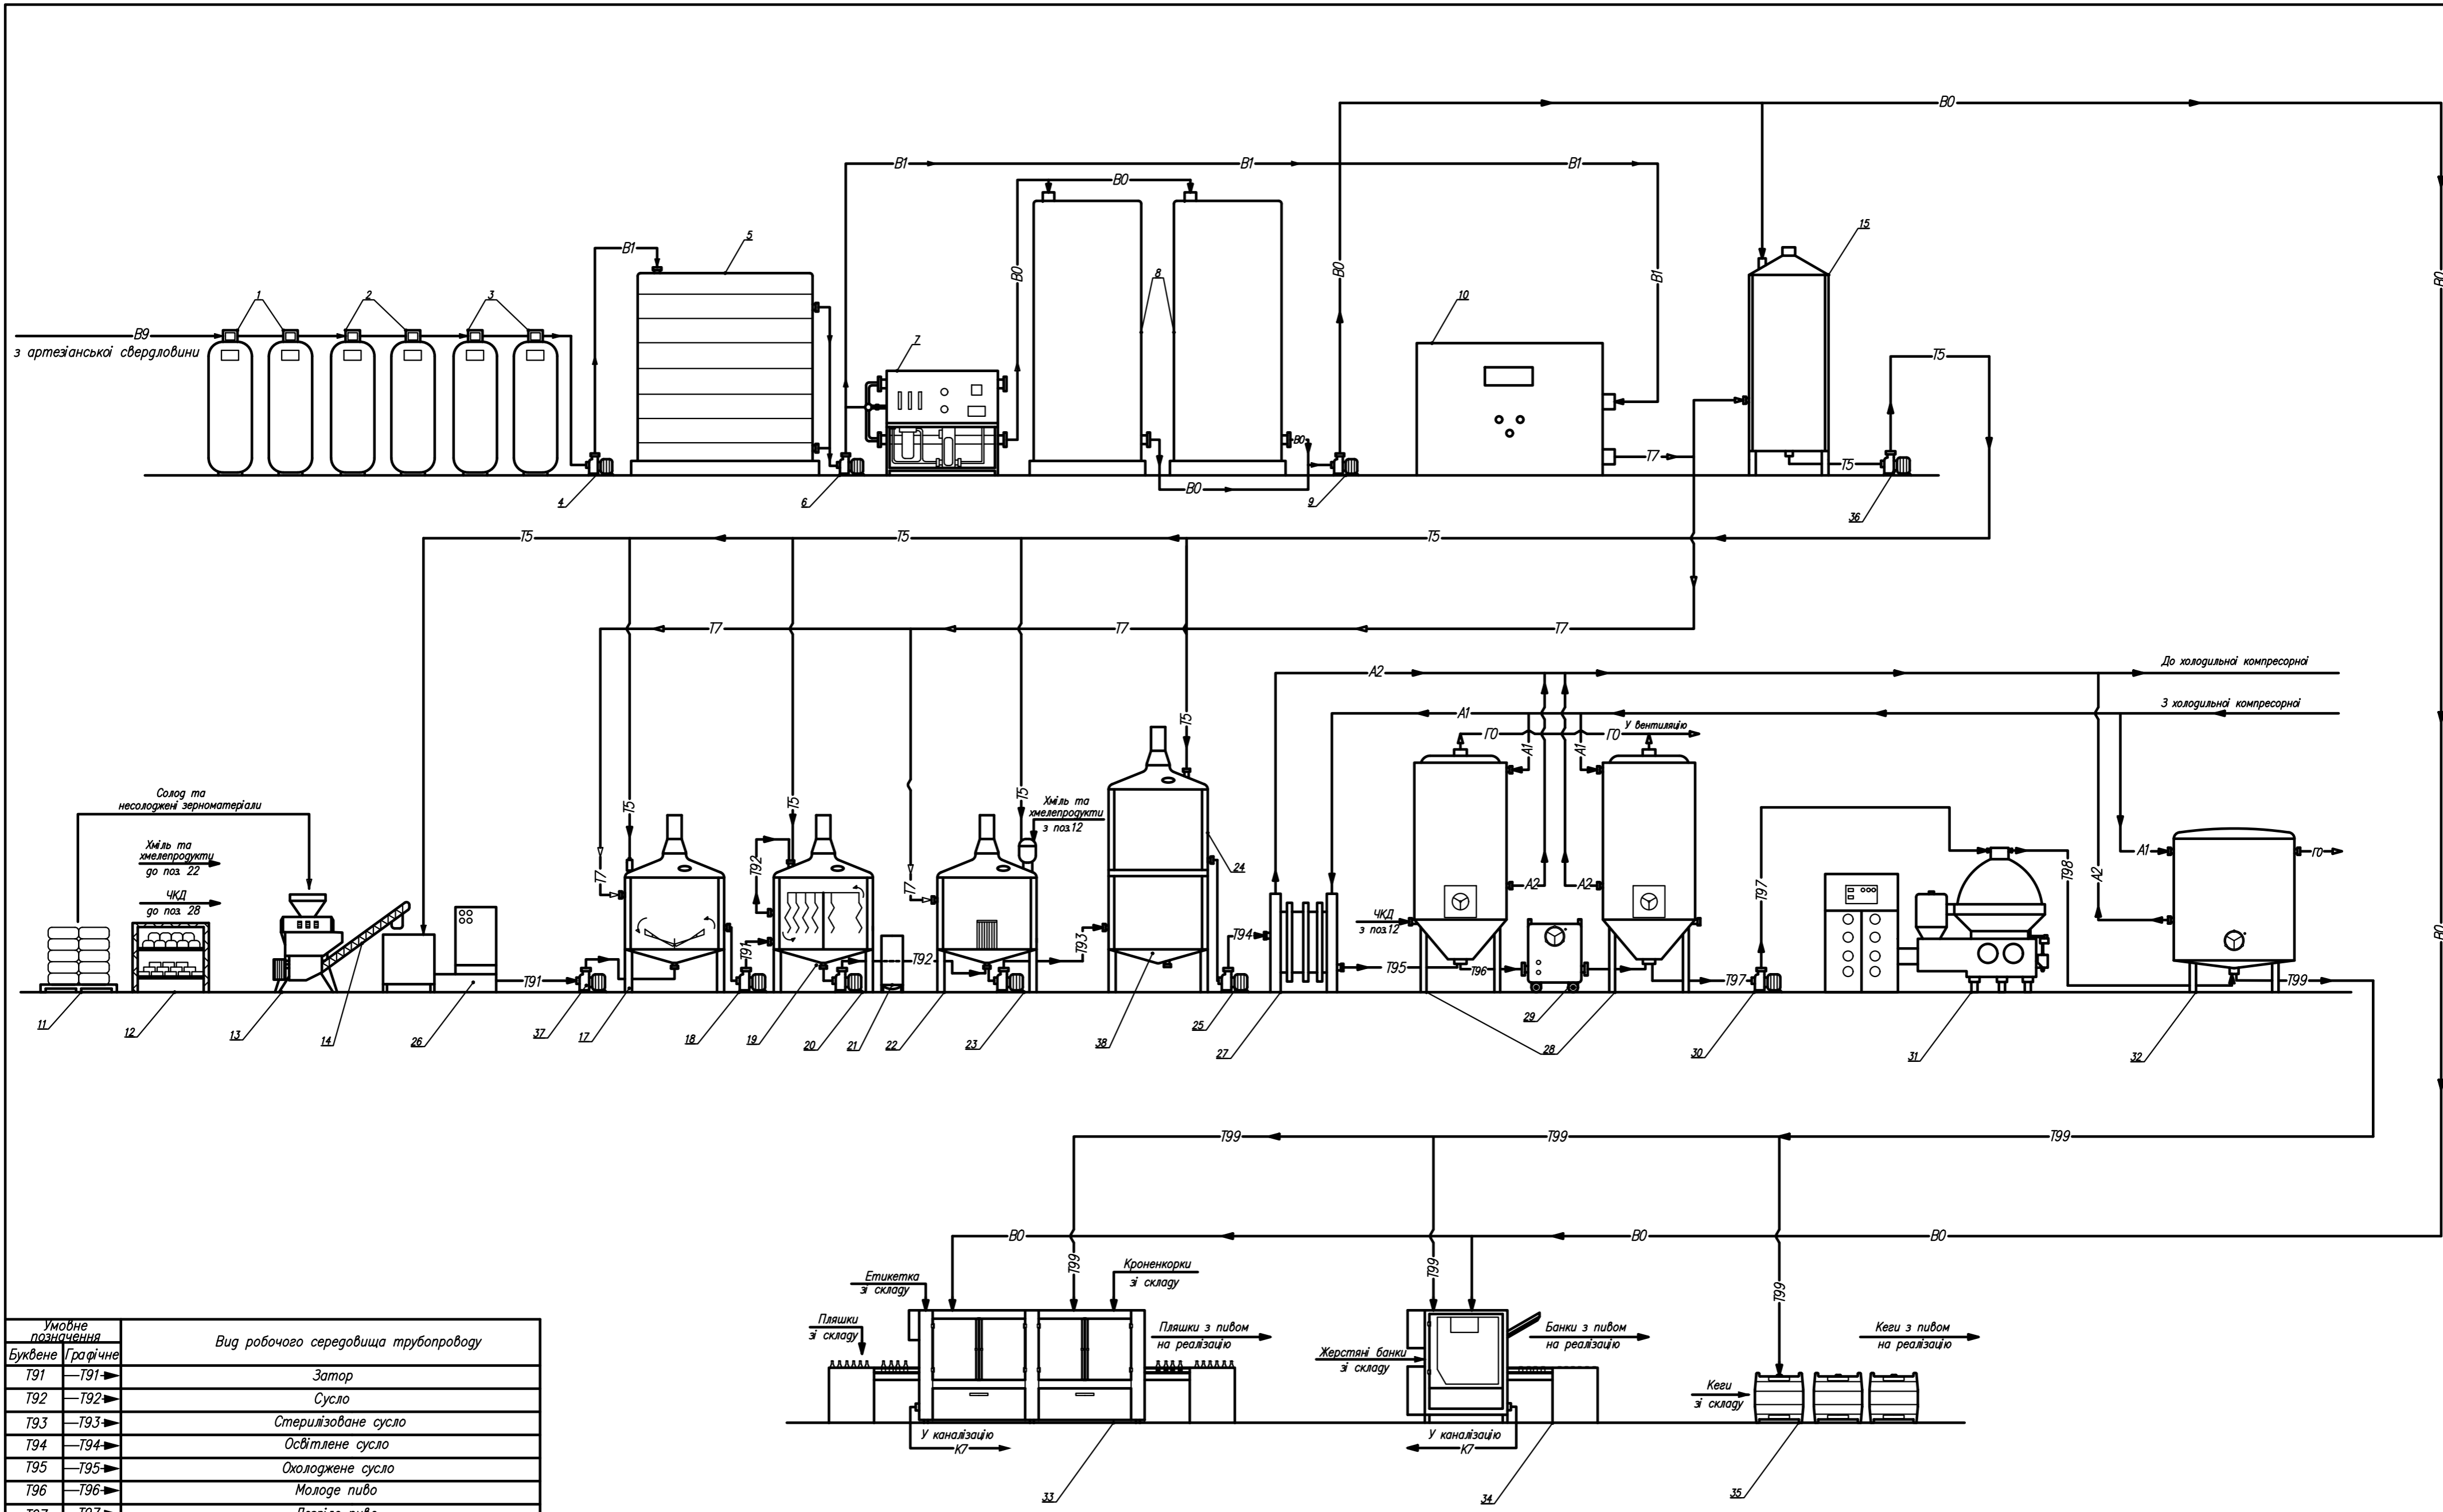 В0
В1
В1
В1
В0
5
15
В1
В0
В0
В1
В0
8
1
2
3
10
В9
з артезіанської свердловини
7
Т5
В0
Т7
Т5
В0
4
6
9
36
Т5
Т5
Т5
Т7
Т7
Т7
До холодильної компресорної
А2
З холодильної компресорної
А1
Т5
У вентиляцію
Г0
Г0
А1
А1
Солод та
несолоджені зерноматеріали
Т5
Т5
Т5
Хміль та
хмелепродукти
з поз.12
Хміль та
хмелепродукти
до поз. 22
ЧКД
до поз. 28
Т92
Т7
Т7
24
А2
А2
Т97
Т98
А2
А1
Г0
ЧКД
з поз.12
Т91
Т91
Т92
Т93
Т94
Т95
Т96
Т97
Т99
В0
11
12
13
14
26
37
17
18
19
20
21
22
23
38
25
27
28
29
30
31
32
Т99
Т99
Т99
В0
В0
В0
Т99
Т99
Т99
Етикетка
зі складу
Кроненкорки
зі складу
Пляшки
зі складу
Пляшки з пивом
на реалізацію
Жерстяні банки
зі складу
Банки з пивом
на реалізацію
Кеги з пивом
на реалізацію
Кеги
зі складу
У каналізацію
К7
У каналізацію
К7
33
34
35
Умовне
позначення
Вид робочого середовища трубопроводу
Буквене Графічне
Т91 Т91 Затор
Т92 Т92 Сусло
Т93 Т93 Стерилізоване сусло
Т94 Т94 Освітлене сусло
Т95 Т95 Охолоджене сусло
Т96 Т96 Молоде пиво